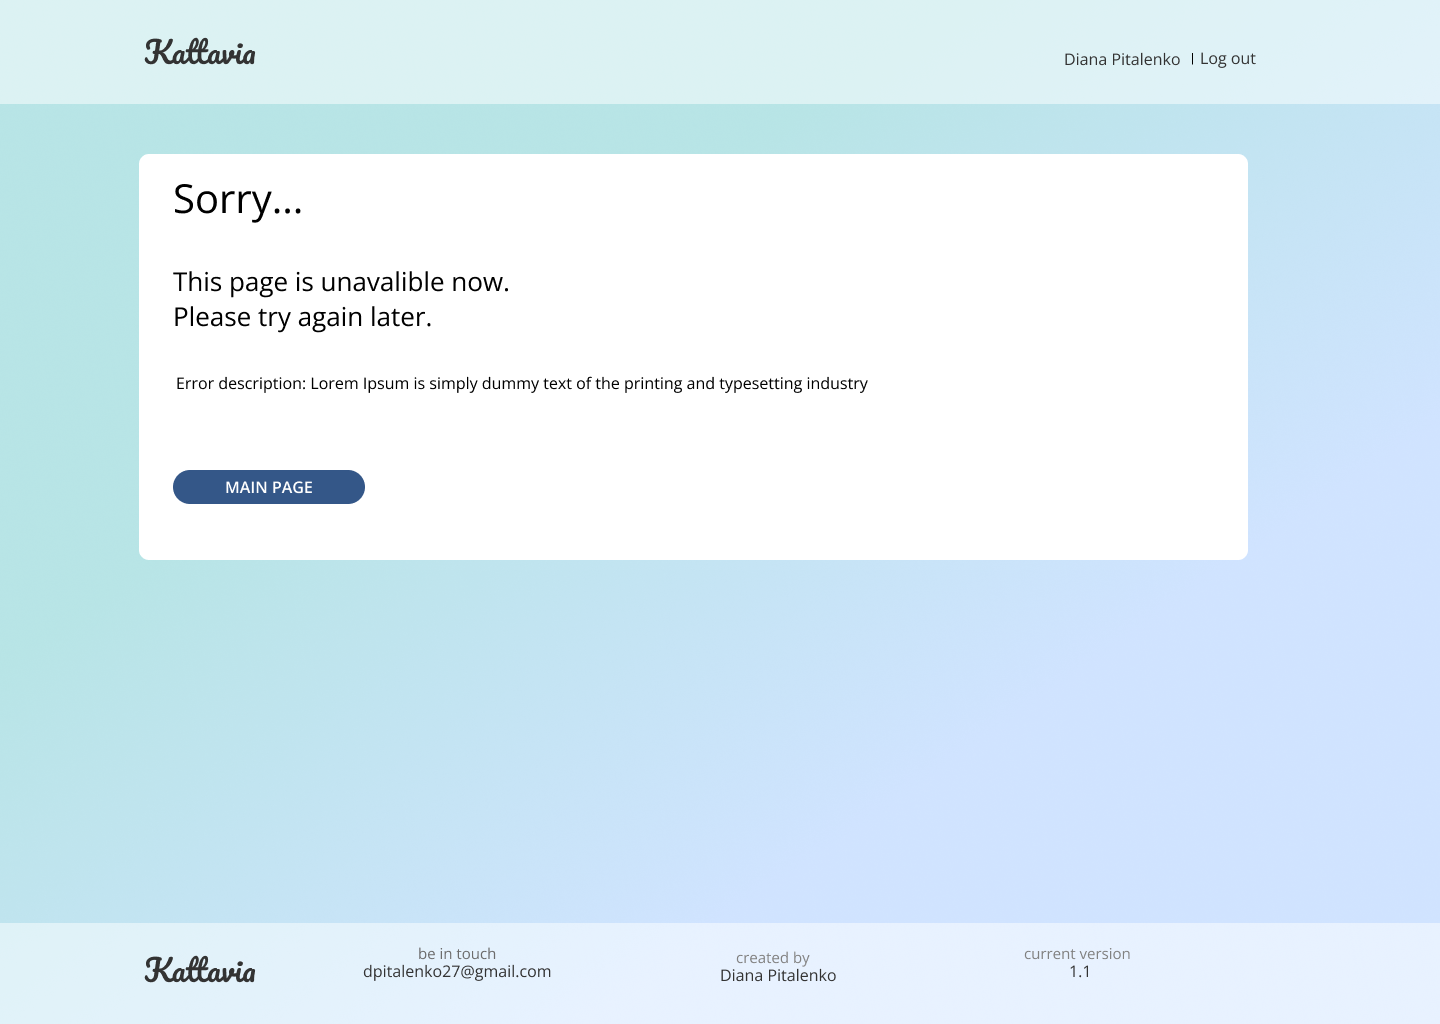 Kattavia
Diana Pitalenko | Log out
Sorry...
This page is unavalible now.
Please try again later.
Error description: Lorem Ipsum is simply dummy text of the printing and typesetting industry
MAIN PAGE
Kattavia
be in touch
dpitalenko27@gmail.com
created by
Diana Pitalenko
current version
1.1